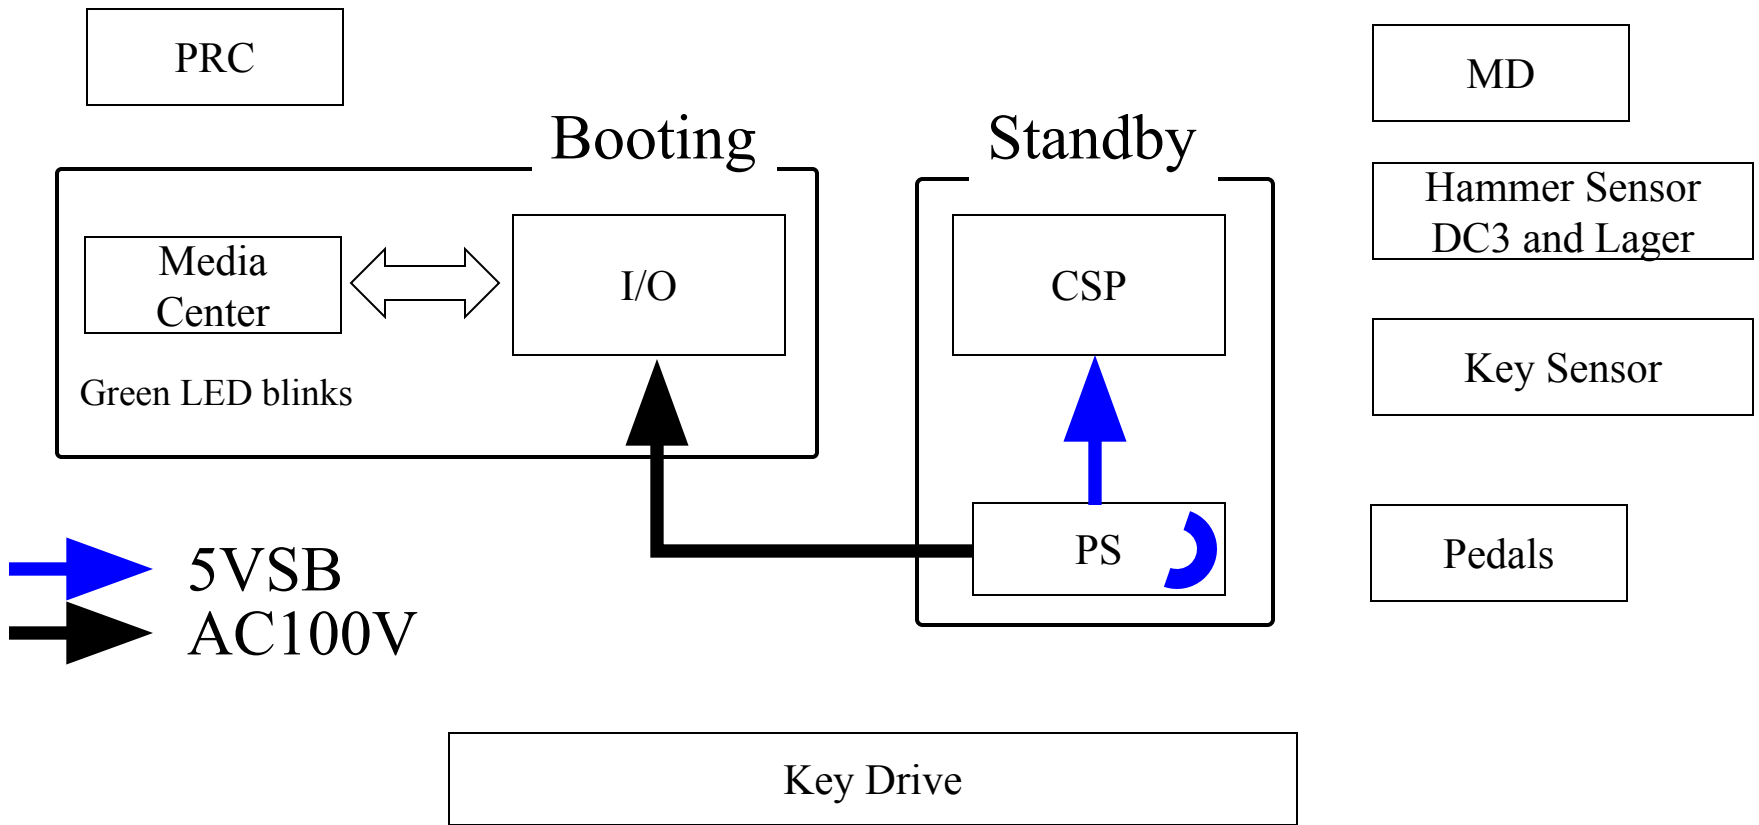 PRC
MD
Booting
Standby
Hammer Sensor
DC3 and Lager
Media
Center
I/O
CSP
Key Sensor
Green LED blinks
PS
Pedals
5VSB
AC100V
Key Drive